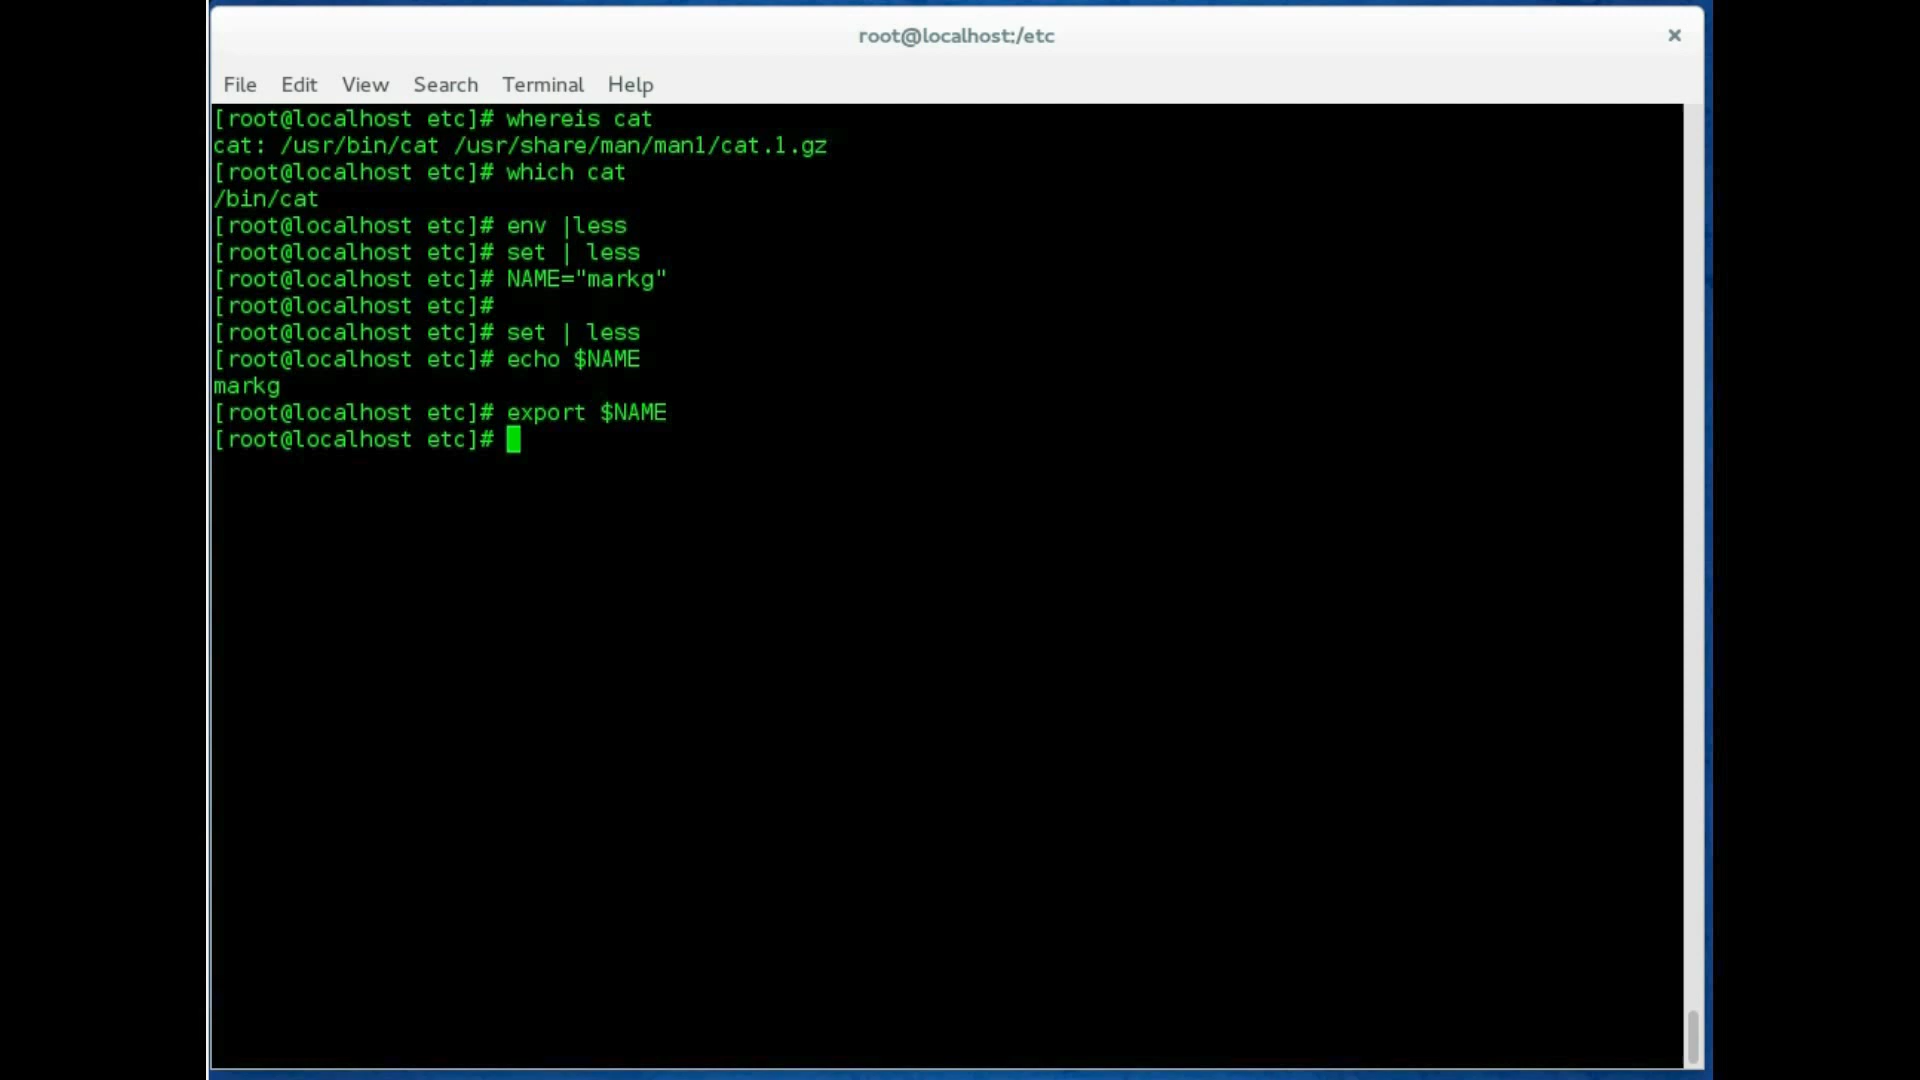 root@localhost:/etc
×
File Edit View Search Terminal Help
[root@localhost etc]# whereis cat
cat: /usr/bin/cat /usr/share/man/man1/cat.1.gz
[root@localhost etc]# which cat
/bin/cat
[root@localhost etc]# env |less
[root@localhost etc]# set | less
[root@localhost etc]# NAME="markg"
[root@localhost etc]#
[root@localhost etc]# set | less
[root@localhost etc]# echo $NAME
markg
[root@localhost etc]# export $NAME
[root@localhost etc]#